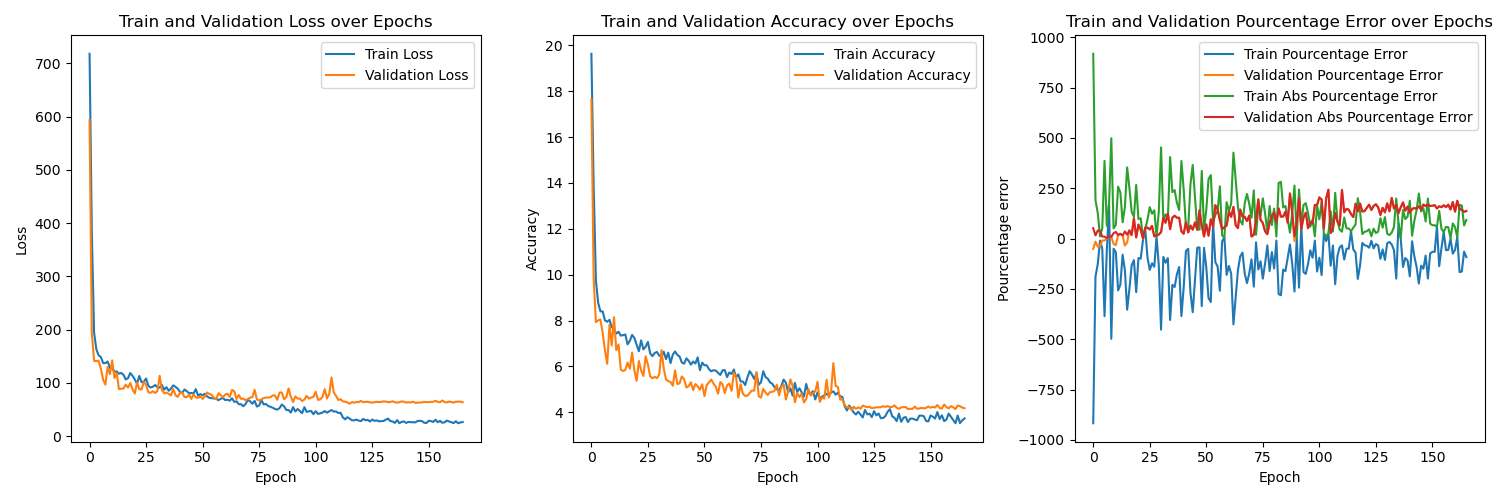 Train and Validation Loss over Epochs
Train Loss
Validation Loss
700
600
500
400
300
200
100
0
Loss
0 25 50 75 100 125 150
Epoch
Train and Validation Accuracy over Epochs
Train Accuracy
Validation Accuracy
20
18
16
14
12
10
8
6
4
Accuracy
0 25 50 75 100 125 150
Epoch
Train and Validation Pourcentage Error over Epochs
Train Pourcentage Error
Validation Pourcentage Error
Train Abs Pourcentage Error
Validation Abs Pourcentage Error
1000
750
500
250
0
−250
−500
−750
−1000
Pourcentage error
0 25 50 75 100 125 150
Epoch